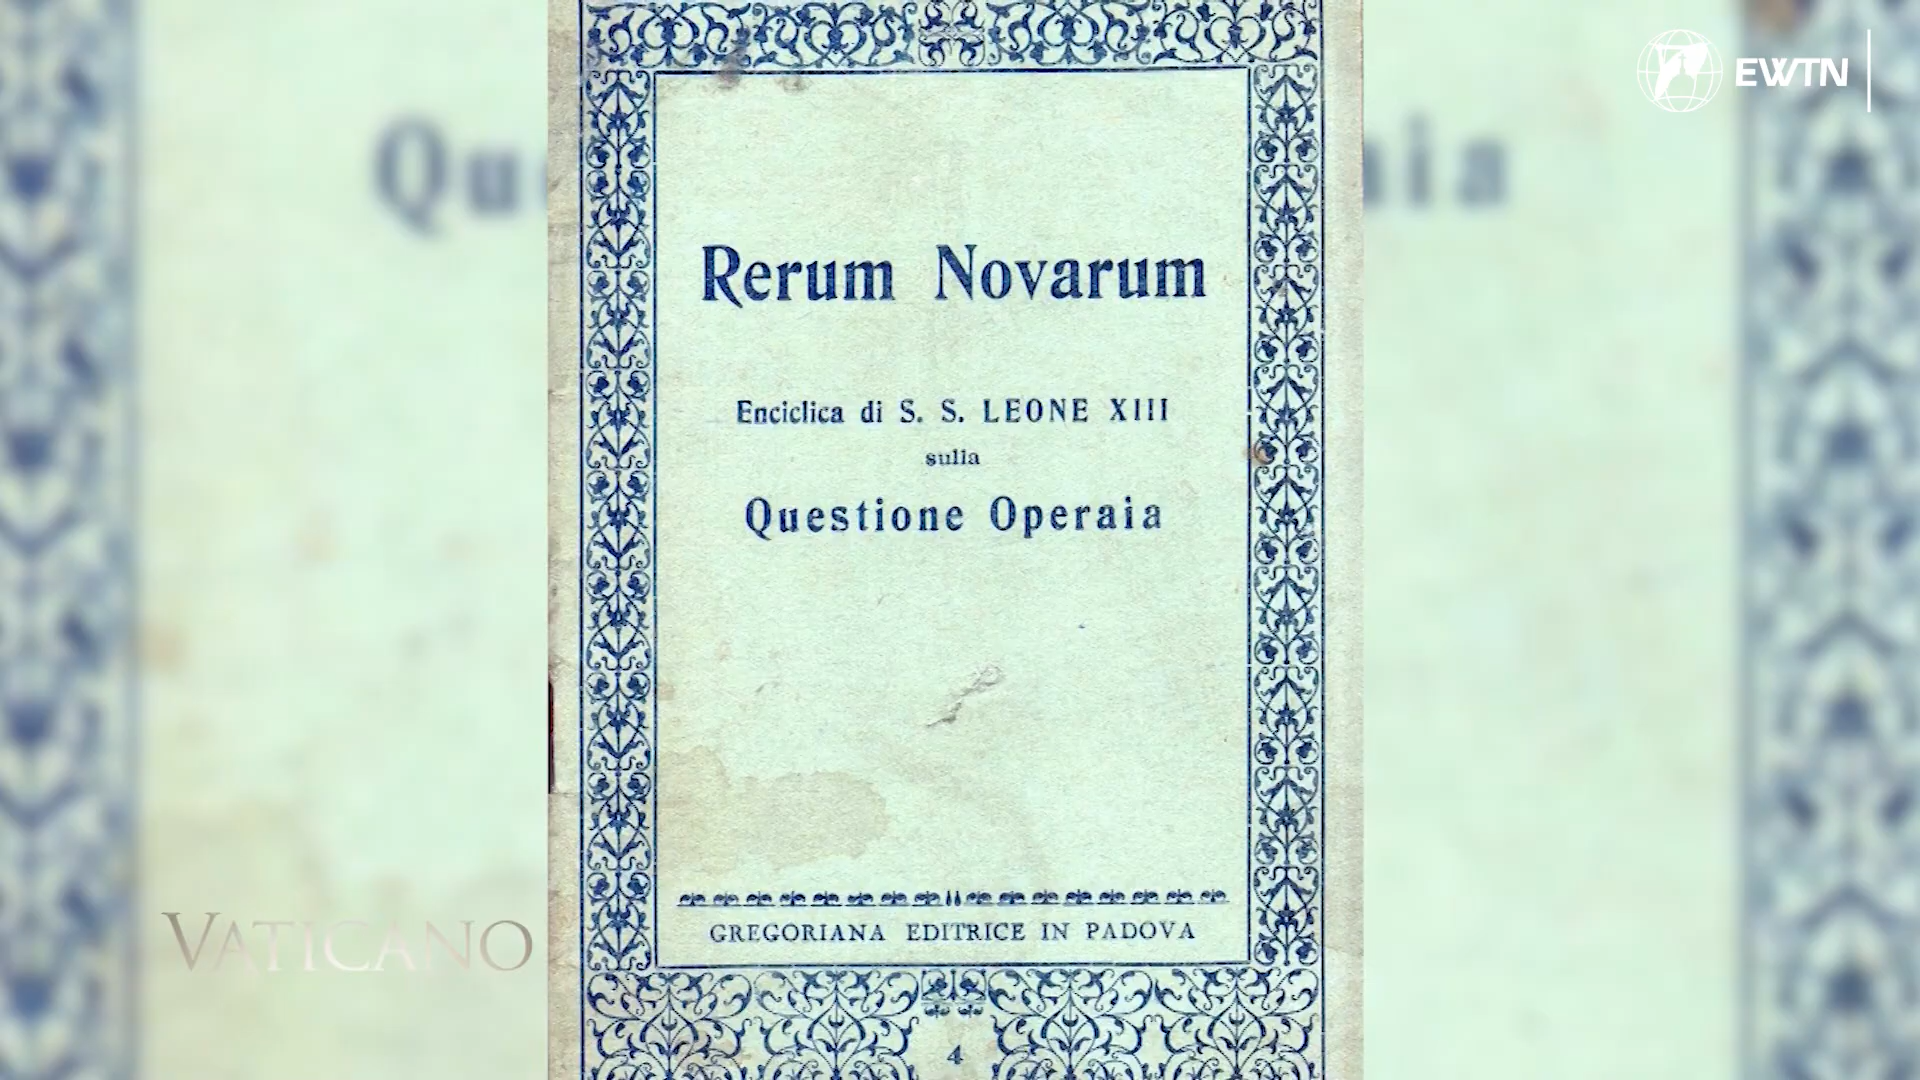 EWTN
Rerum Novarum
Enciclica di S. S. LEONE XIII
sulla
Questione Operaia
GREGORIANA EDITRICE IN PADOVA
4
VATICANO